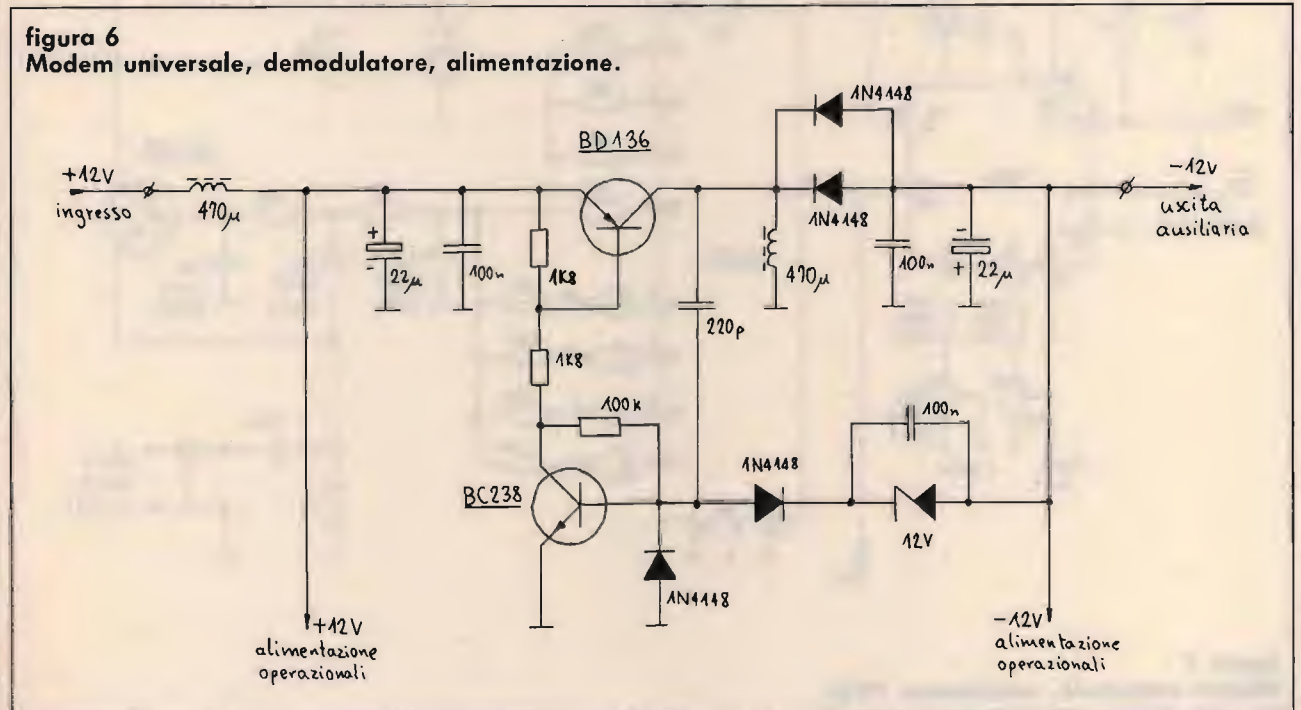 figura 6
Modem universale, demodulatore, alimentazione.
1N4148
BD136
+12V
ingresso
470µ
1N4148
-12V
uscita
ausiliaria
+
-
22µ
100n
1K8
220p
470µ
100n
-
+
22µ
1K8
100k
100n
1N4148
BC238
12V
1N4148
+12V
alimentazione
operazionali
-12V
alimentazione
operazionali